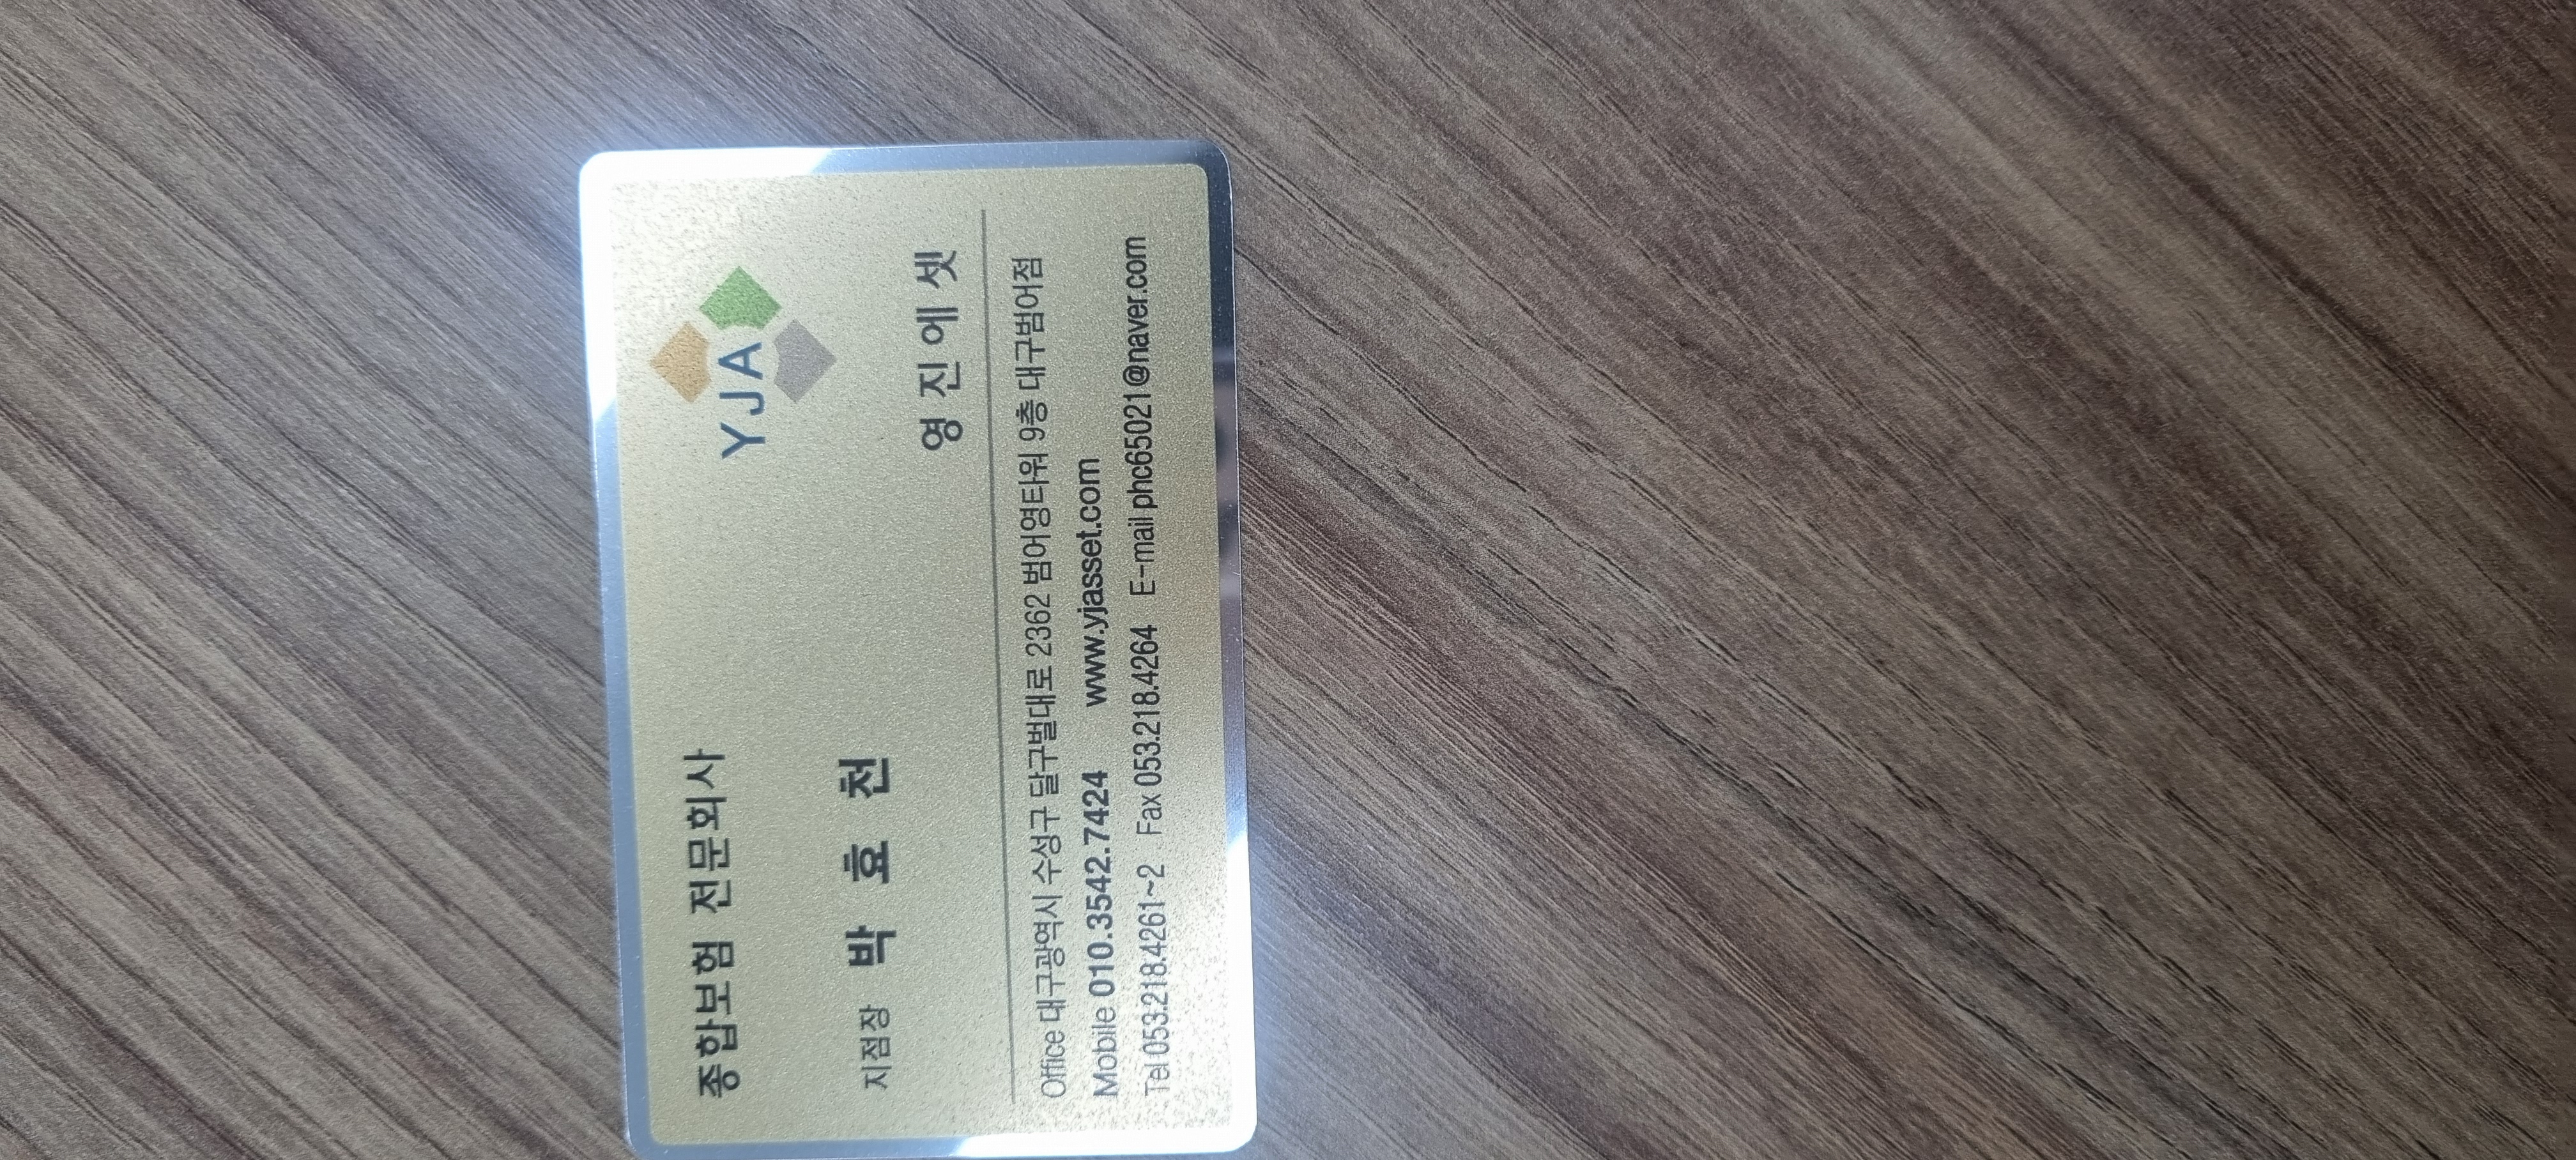 종합보험 전문회사
YJA
지점장 박 효 천
영 진 에 셋
Office 대구광역시 수성구 달구벌대로 2362 범어영타워 9층 대구범어점
Mobile 010.3542.7424 www.yjasset.com
Tel 053.218.4261~2 Fax 053.218.4264 E-mail phc65021@naver.com